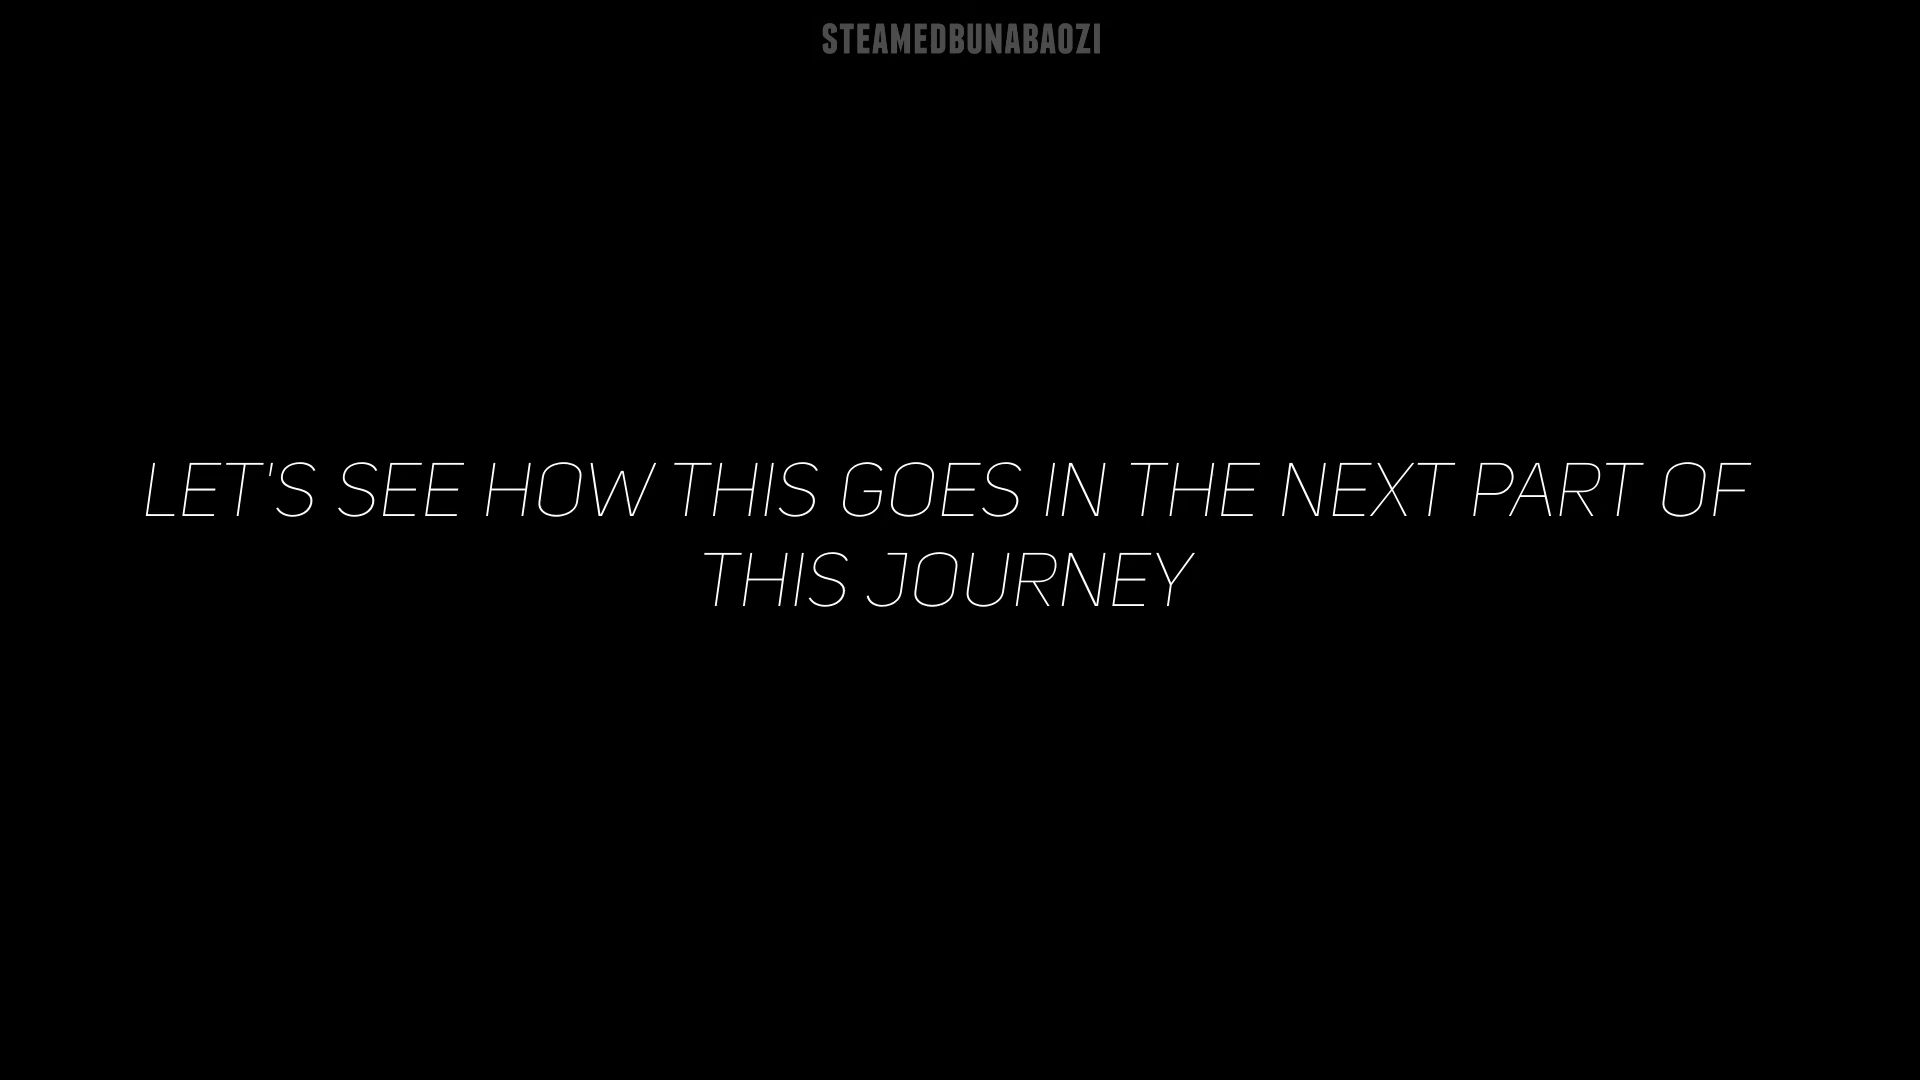 STEAMEDBUNABAOZI
LET'S SEE HOW THIS GOES IN THE NEXT PART OF
THIS JOURNEY